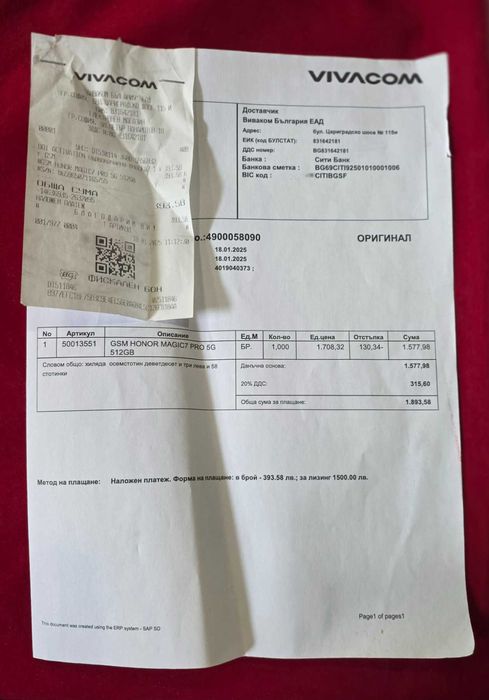 VIVACOM
ОБЩА СУМА 393.58
НАЛОЖЕН ПЛАТЕЖ
1 АРТИКУЛ
ФИСКАЛЕН БОН
VIVACOM
Доставчик
Виваком България ЕАД
Адрес: бул. Цариградско шосе № 115и
ЕИК (код БУЛСТАТ): 831642181
ДДС номер: BG831642181
Банка : Сити Банк
Банкова сметка : BG69CITI92501010001006
BIC код : CITIBGSF
о.:4900058090 ОРИГИНАЛ
18.01.2025
18.01.2025
4019040373 ;
No Артикул Описание Ед.М Кол-во Ед.цена Отстъпка Сума
1 50013551 GSM HONOR MAGIC7 PRO 5G 512GB БР. 1,000 1.708,32 130,34- 1.577,98
Словом общо: хиляда осемстотин деветдесет и три лева и 58 стотинки
Данъчна основа: 1.577,98
20% ДДС: 315,60
Обща сума за плащане: 1.893,58
Метод на плащане: Наложен платеж. Форма на плащане: в брой - 393.58 лв.; за лизинг 1500.00 лв.
Page1 of pages1
This document was created using the ERP system - SAP SD